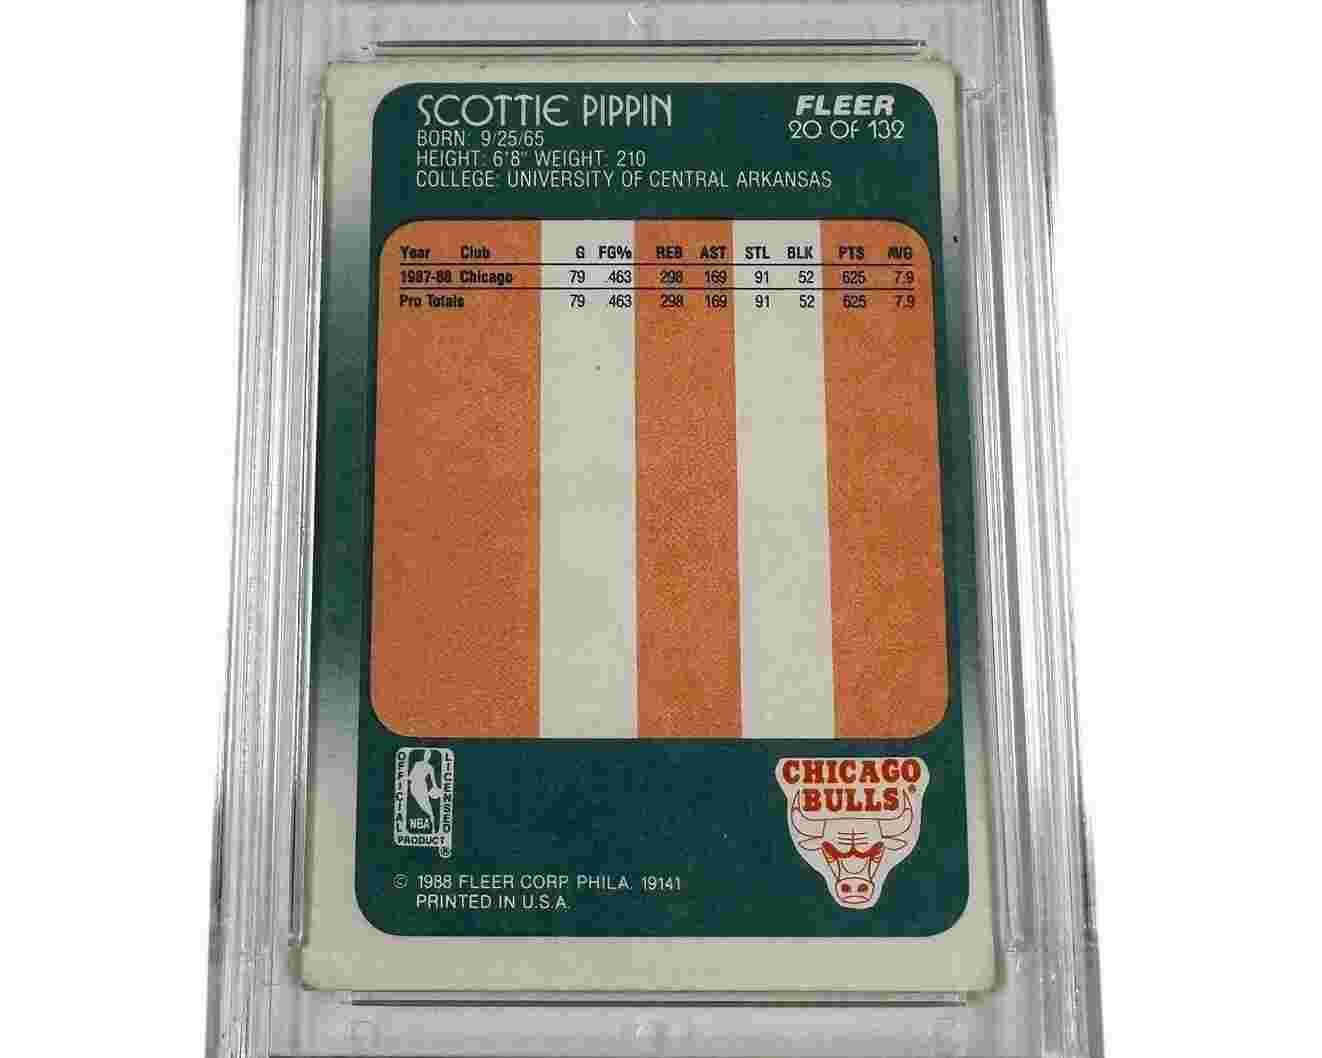 SCOTTIE PIPPIN
FLEER
20 OF 132
BORN: 9/25/65
HEIGHT: 6'8" WEIGHT: 210
COLLEGE: UNIVERSITY OF CENTRAL ARKANSAS
Year Club G FG% REB AST STL BLK PTS AVG
1987-88 Chicago 79 .463 298 169 91 52 625 7.9
Pro Totals 79 .463 298 169 91 52 625 7.9
OFFICIAL
LICENSED
NBA
PRODUCT
®
CHICAGO
BULLS®
© 1988 FLEER CORP. PHILA. 19141
PRINTED IN U.S.A.